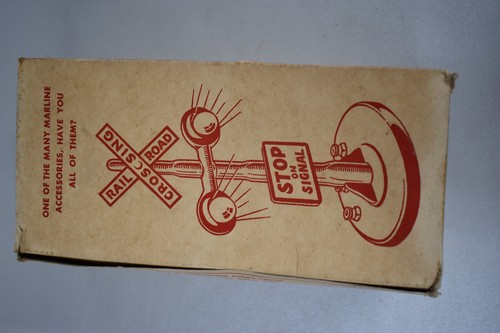 ONE OF THE MANY MARLINE
ACCESSORIES, HAVE YOU
ALL OF THEM?
RAIL ROAD
CROSSING
STOP
ON
SIGNAL